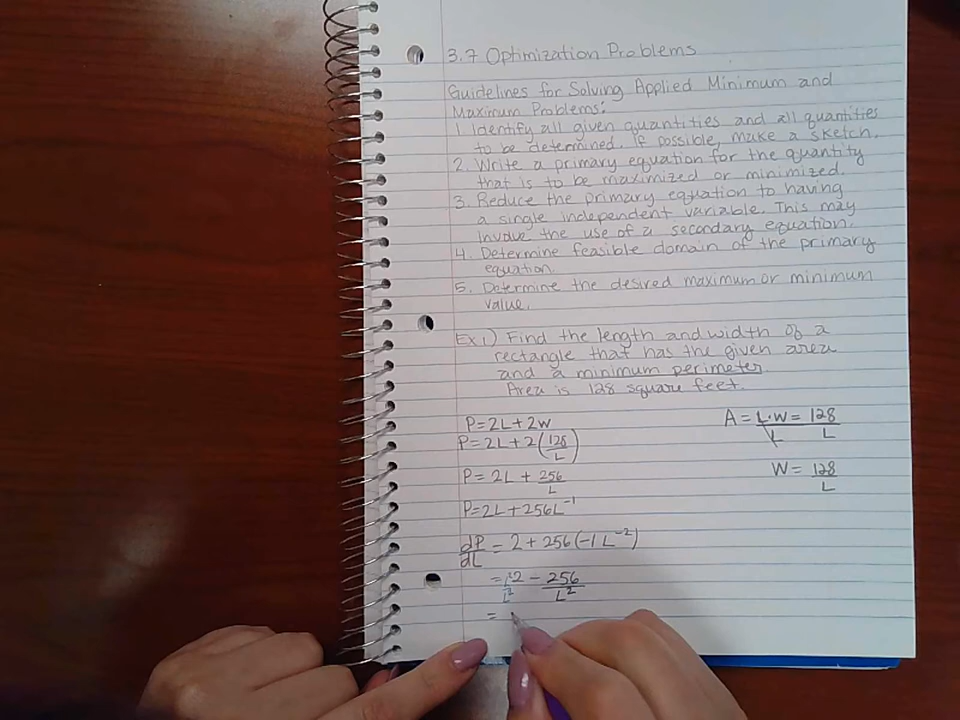 3.7 Optimization Problems
Guidelines for Solving Applied Minimum and
Maximum Problems:
1. Identify all given quantities and all quantities
to be determined. If possible, make a sketch.
2. Write a primary equation for the quantity
that is to be maximized or minimized.
3. Reduce the primary equation to having
a single independent variable. This may
involve the use of a secondary equation.
4. Determine feasible domain of the primary
equation.
5. Determine the desired maximum or minimum
value.
Ex 1) Find the length and width of a
rectangle that has the given area
and a minimum perimeter.
Area is 128 square feet.
P = 2L + 2W
P = 2L + 2(128/L)
P = 2L + 256/L
P = 2L + 256L⁻¹
dP/dL = 2 + 256(-1L⁻²)
= L²/L² 2 - 256/L²
=
A = L·W/L = 128/L
W = 128/L